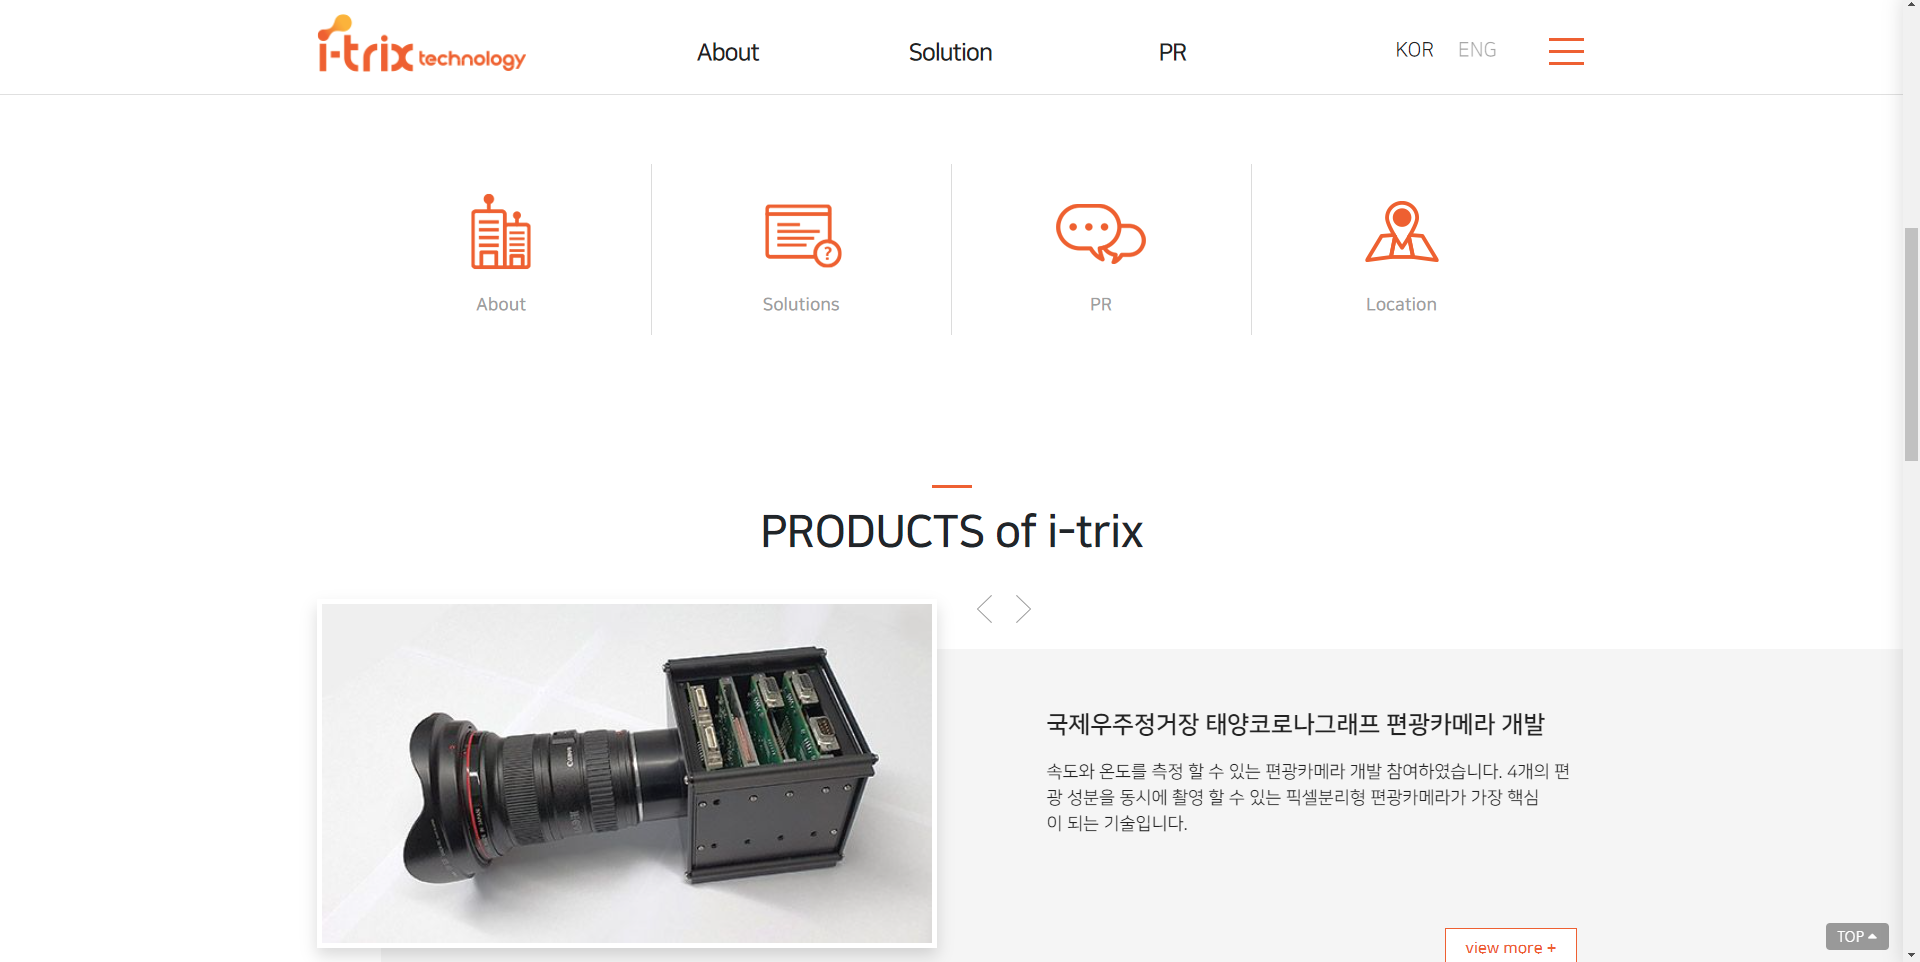 i-trix technology
About
Solution
PR
KOR
ENG
?
About
Solutions
PR
Location
PRODUCTS of i-trix
국제우주정거장 태양코로나그래프 편광카메라 개발
속도와 온도를 측정 할 수 있는 편광카메라 개발 참여하였습니다. 4개의 편
광 성분을 동시에 촬영 할 수 있는 픽셀분리형 편광카메라가 가장 핵심
이 되는 기술입니다.
view more +
TOP